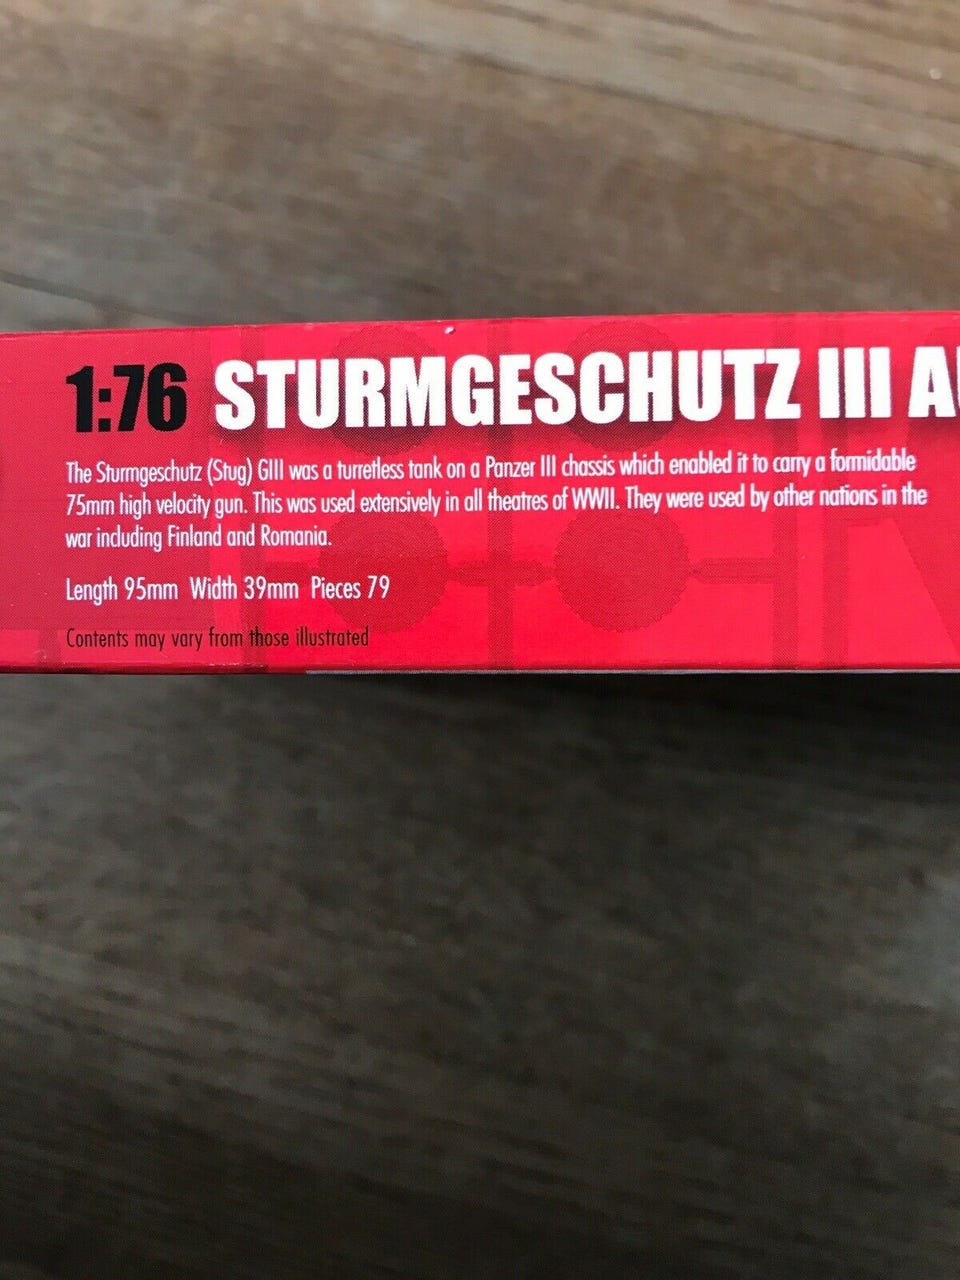 1:76 STURMGESCHUTZ III
The Sturmgeschutz (Stug) GIII was a turretless tank on a Panzer III chassis which enabled it to carry a formidable
75mm high velocity gun. This was used extensively in all theatres of WWII. They were used by other nations in the
war including Finland and Romania.
Length 95mm Width 39mm Pieces 79
Contents may vary from those illustrated